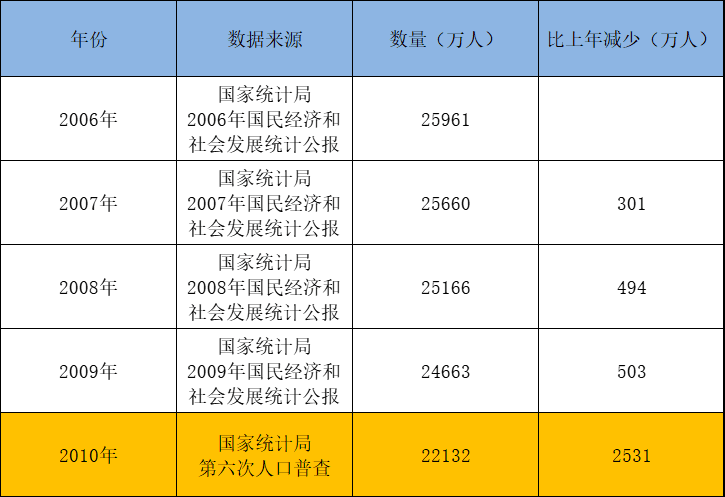 年份 数据来源 数量（万人） 比上年减少（万人）
国家统计局
2006年 2006年国民经济和 25961
社会发展统计公报
国家统计局
2007年 2007年国民经济和 25660 301
社会发展统计公报
国家统计局
2008年 2008年国民经济和 25166 494
社会发展统计公报
国家统计局
2009年 2009年国民经济和 24663 503
社会发展统计公报
国家统计局
2010年 22132 2531
第六次人口普查